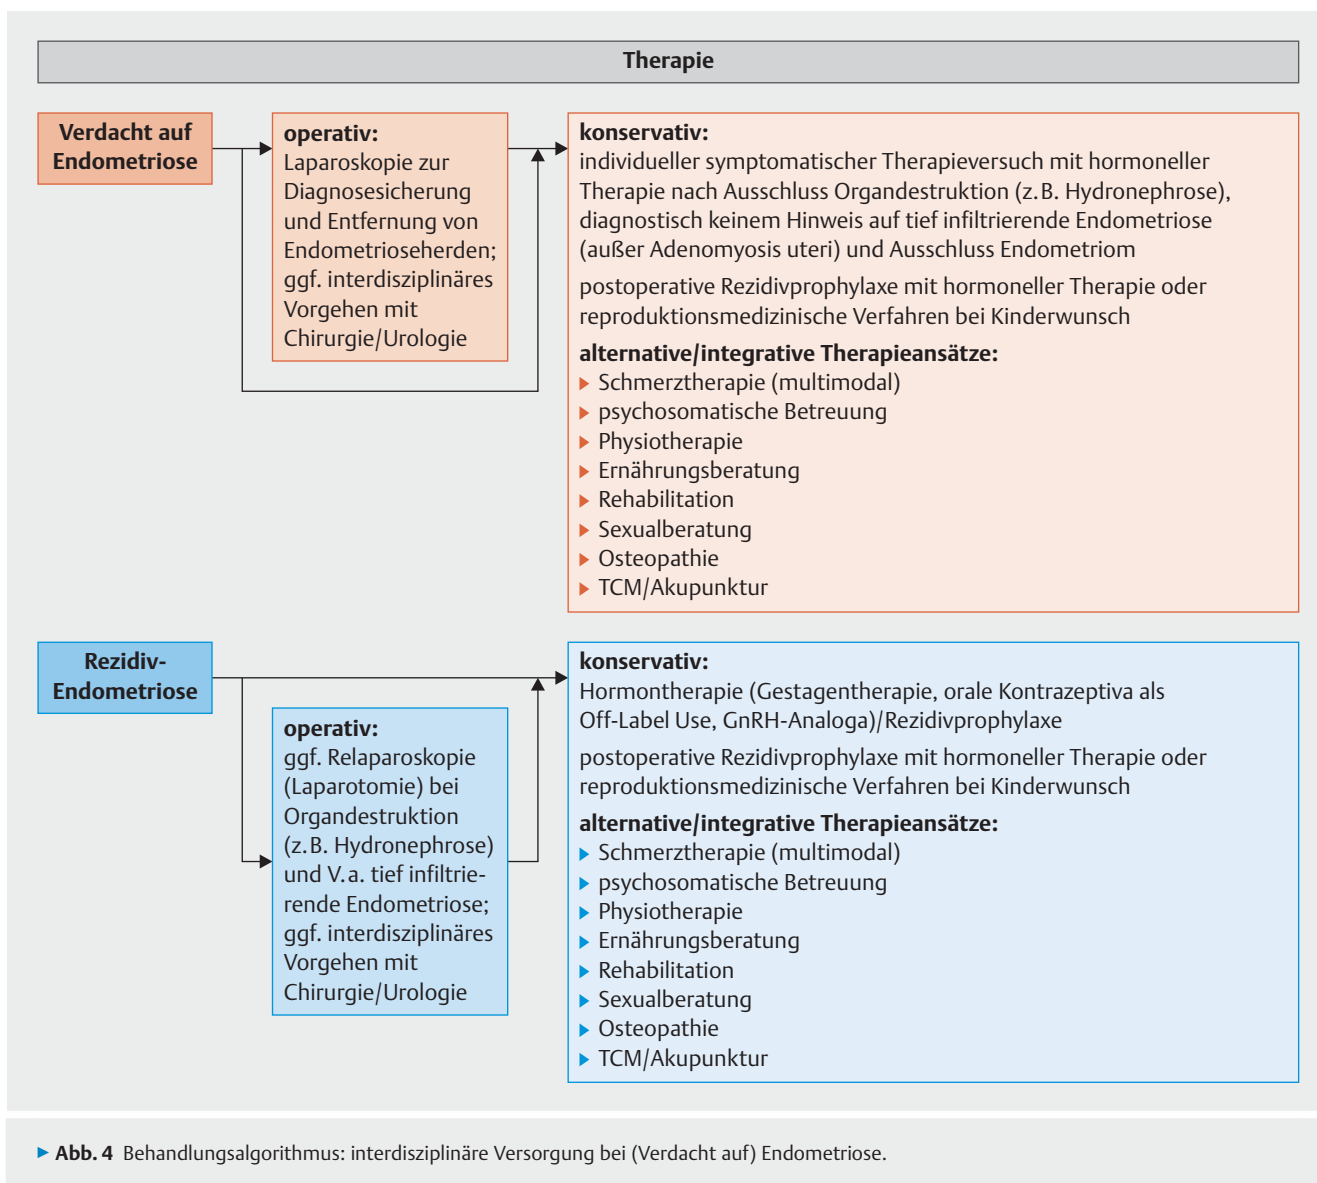 Therapie
Verdacht auf
Endometriose
operativ:
Laparoskopie zur
Diagnosesicherung
und Entfernung von
Endometrioseherden;
ggf. interdisziplinäres
Vorgehen mit
Chirurgie/Urologie
konservativ:
individueller symptomatischer Therapieversuch mit hormoneller
Therapie nach Ausschluss Organdestruktion (z. B. Hydronephrose),
diagnostisch keinem Hinweis auf tief infiltrierende Endometriose
(außer Adenomyosis uteri) und Ausschluss Endometriom
postoperative Rezidivprophylaxe mit hormoneller Therapie oder
reproduktionsmedizinische Verfahren bei Kinderwunsch
alternative/integrative Therapieansätze:
Schmerztherapie (multimodal)
psychosomatische Betreuung
Physiotherapie
Ernährungsberatung
Rehabilitation
Sexualberatung
Osteopathie
TCM/Akupunktur
Rezidiv-
Endometriose
operativ:
ggf. Relaparoskopie
(Laparotomie) bei
Organdestruktion
(z. B. Hydronephrose)
und V. a. tief infiltrie-
rende Endometriose;
ggf. interdisziplinäres
Vorgehen mit
Chirurgie/Urologie
konservativ:
Hormontherapie (Gestagentherapie, orale Kontrazeptiva als
Off-Label Use, GnRH-Analoga)/Rezidivprophylaxe
postoperative Rezidivprophylaxe mit hormoneller Therapie oder
reproduktionsmedizinische Verfahren bei Kinderwunsch
alternative/integrative Therapieansätze:
Schmerztherapie (multimodal)
psychosomatische Betreuung
Physiotherapie
Ernährungsberatung
Rehabilitation
Sexualberatung
Osteopathie
TCM/Akupunktur
Abb. 4 Behandlungsalgorithmus: interdisziplinäre Versorgung bei (Verdacht auf) Endometriose.